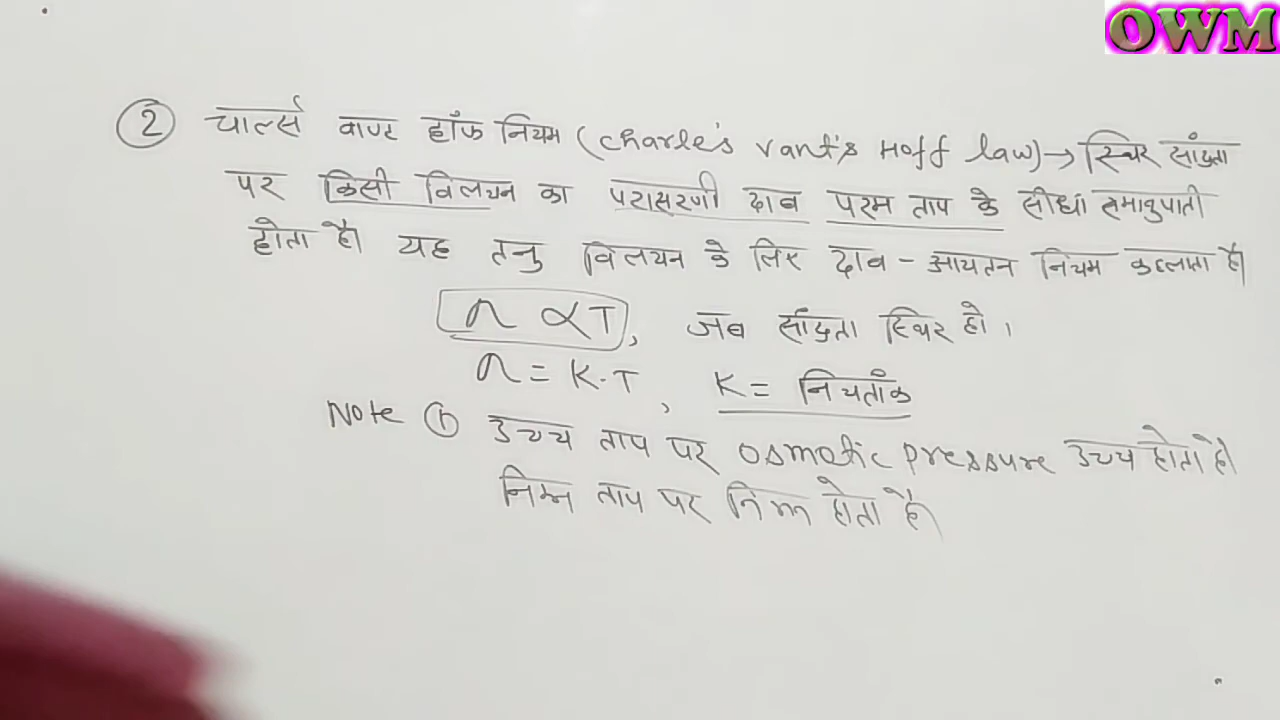 OWM
② चार्ल्स वाण्ट हॉफ नियम (Charle's Vant's Hoff law) → स्थिर सांद्रता
पर किसी विलयन का परासरणी दाब परम ताप के सीधा समानुपाती
होता है। यह तनु विलयन के लिए दाब - आयतन नियम कहलाता है।
π ∝ T, जब सांद्रता स्थिर हो।
π = K.T, K = नियतांक
Note ① उच्च ताप पर osmotic pressure उच्च होता है।
निम्न ताप पर निम्न होता है।